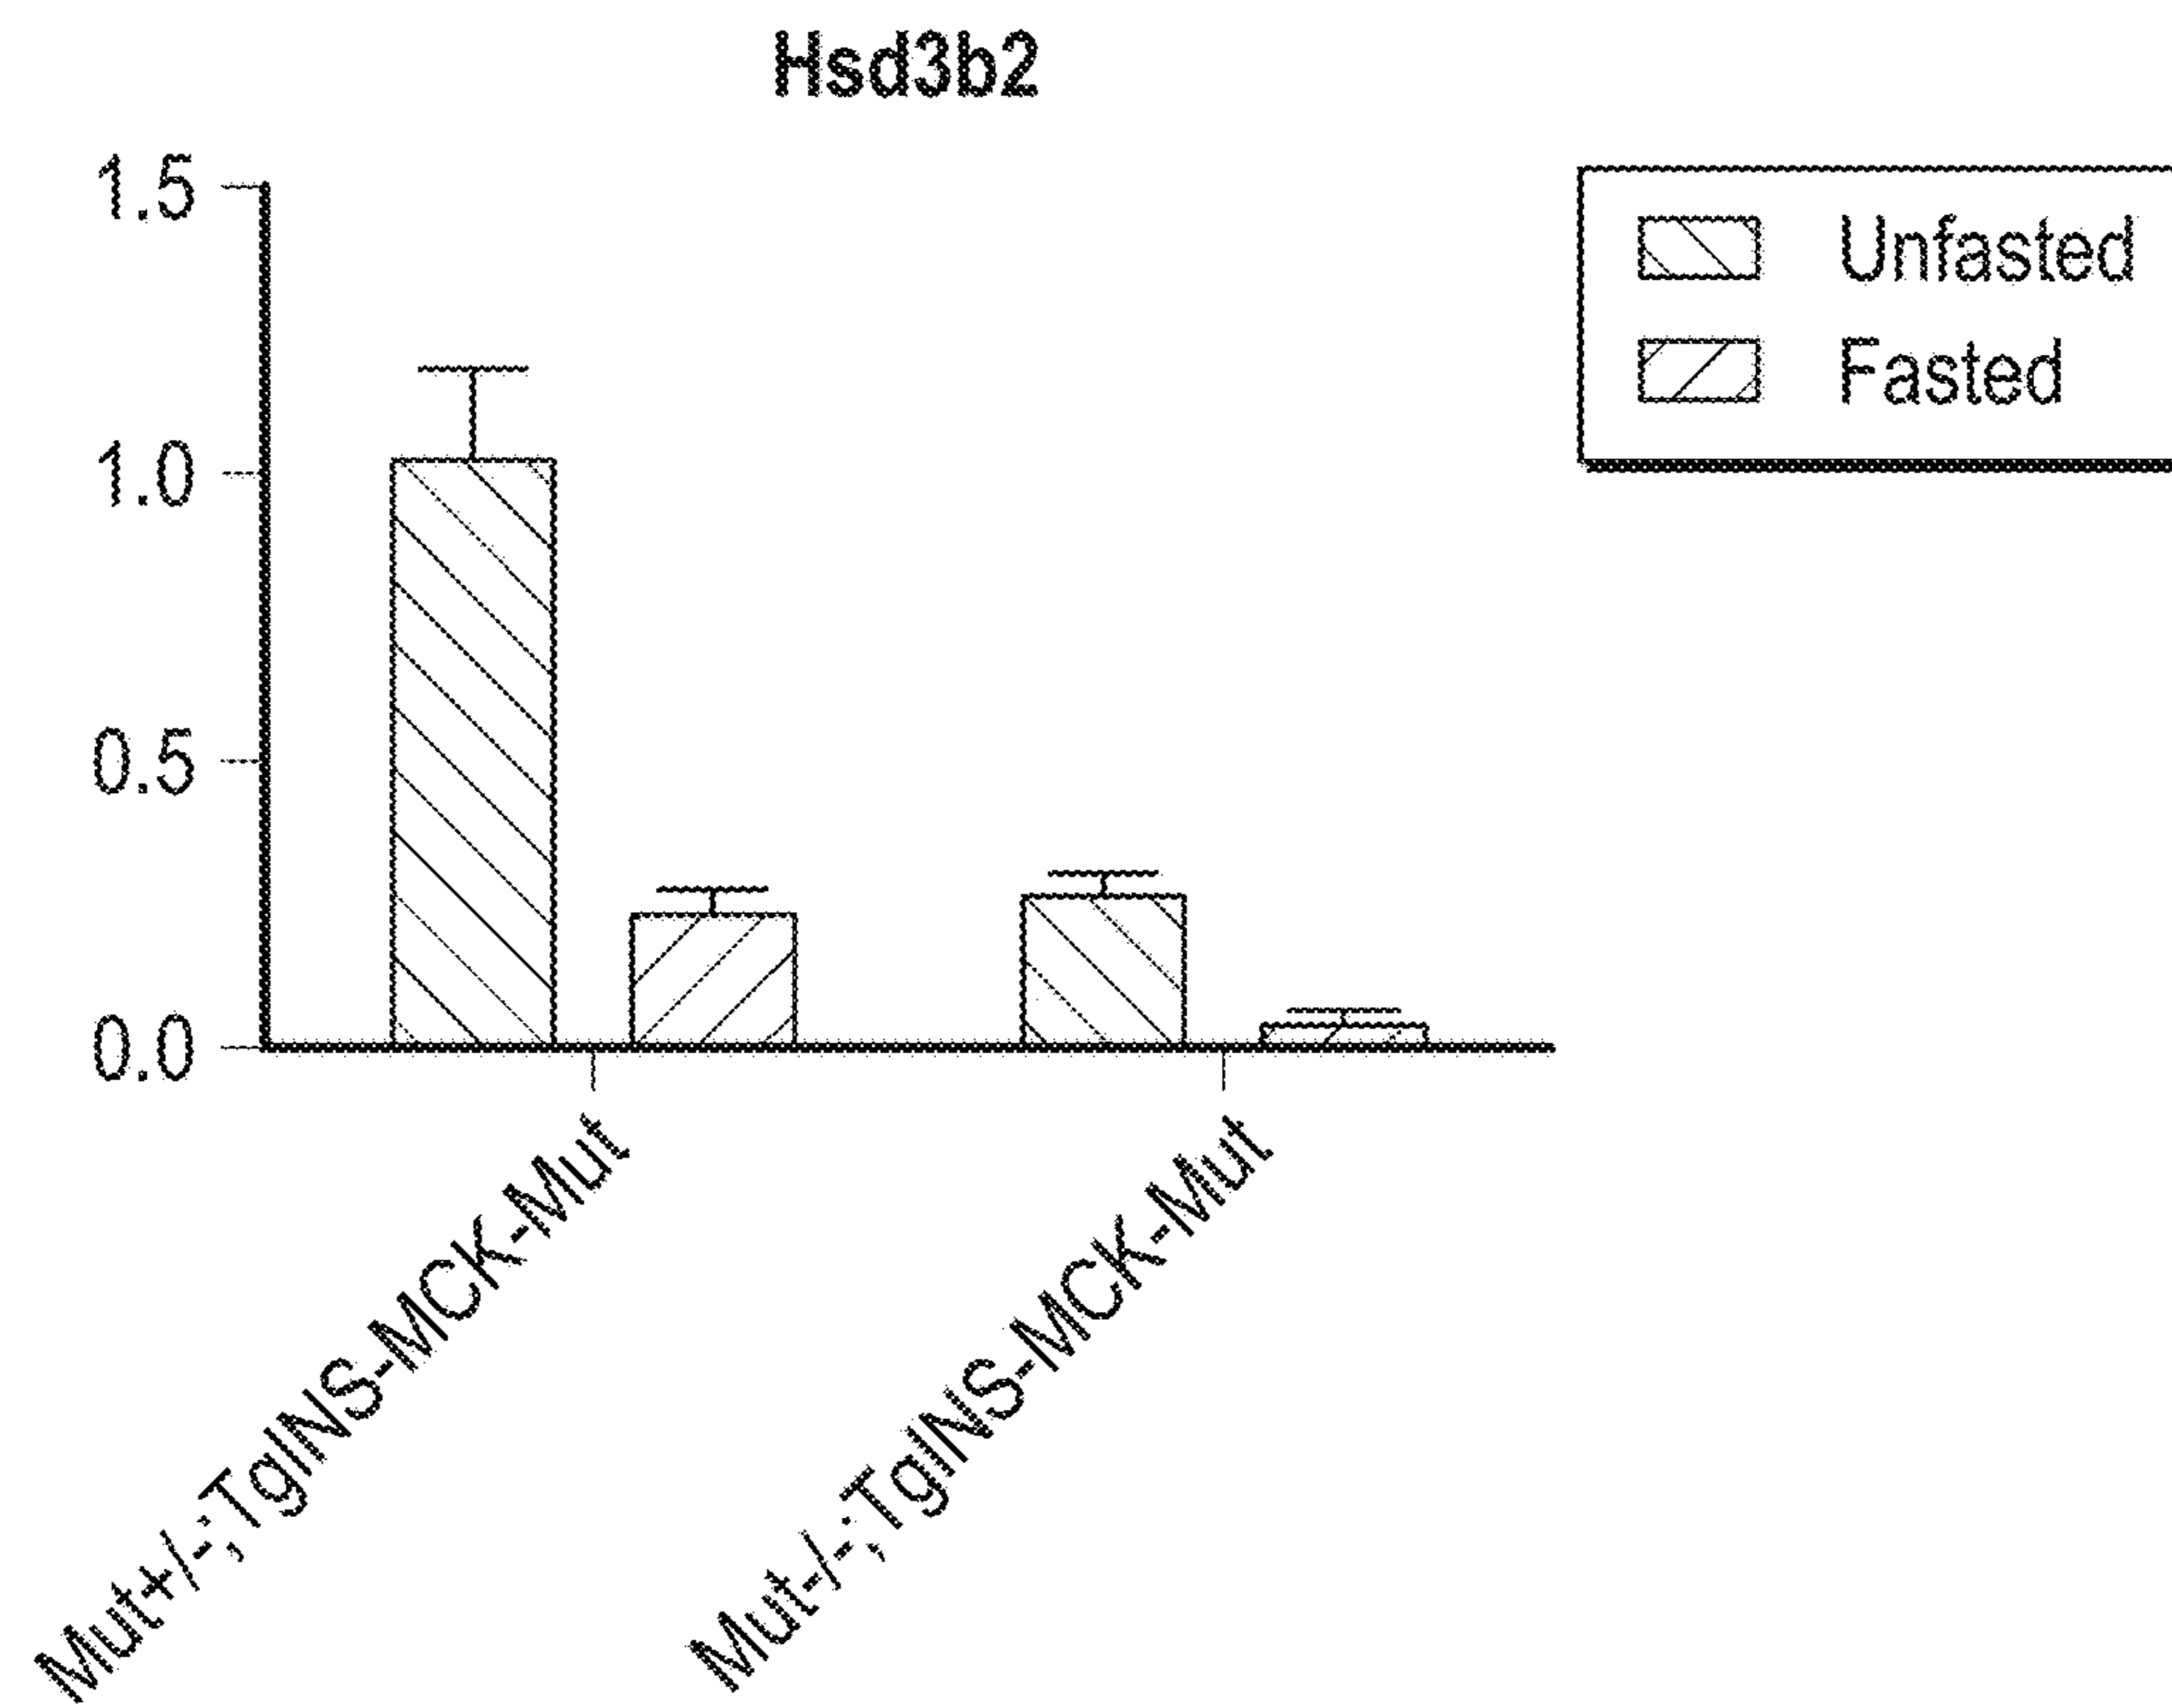 Hsd3b2
1.5
1.0
0.5
0.0
Unfasted
Fasted
Mut+/-;TgINS-MCK-Mut
Mut-/-;TgINS-MCK-Mut